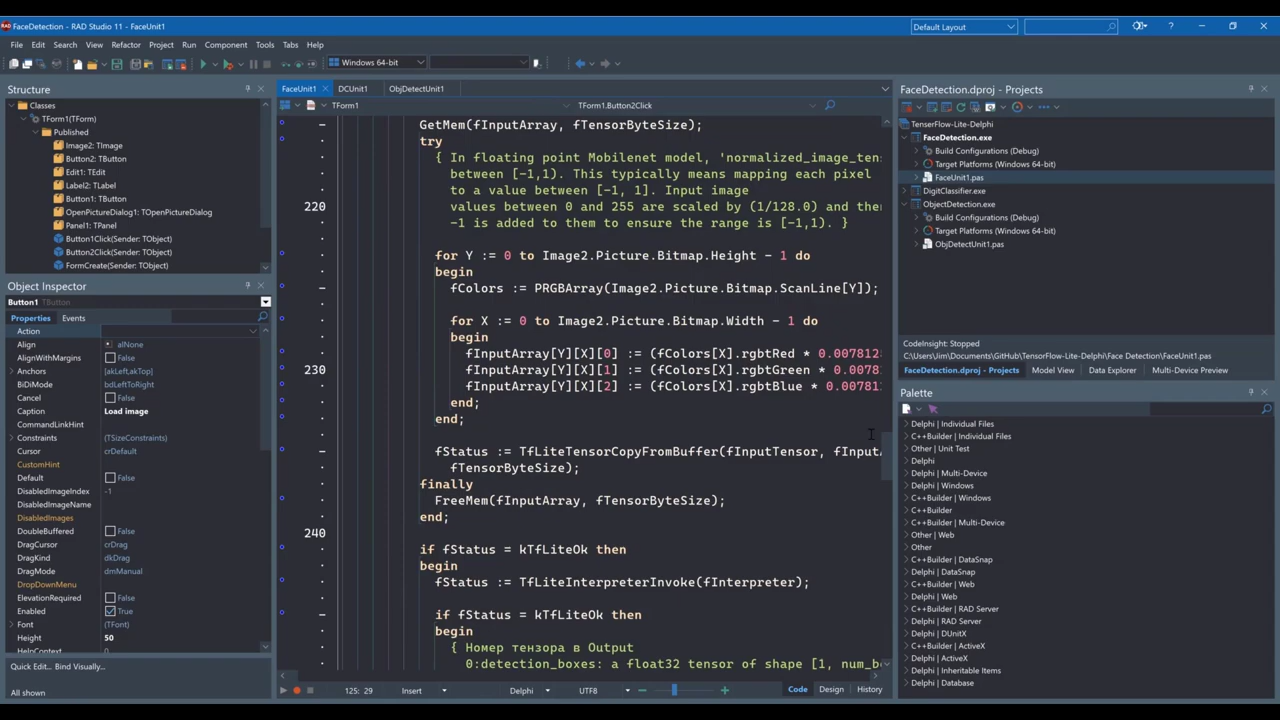 FaceDetection - RAD Studio 11 - FaceUnit1
Default Layout
File Edit Search View Refactor Project Run Component Tools Tabs Help
Windows 64-bit
Structure
Classes
TForm1(TForm)
Published
Image2: TImage
Button2: TButton
Edit1: TEdit
Label2: TLabel
Button1: TButton
OpenPictureDialog1: TOpenPictureDialog
Panel1: TPanel
Button1Click(Sender: TObject)
Button2Click(Sender: TObject)
FormCreate(Sender: TObject)
Object Inspector
Button1 TButton
Properties Events
Action
Align alNone
AlignWithMargins False
Anchors [akLeft,akTop]
BiDiMode bdLeftToRight
Cancel False
Caption Load image
CommandLinkHint
Constraints (TSizeConstraints)
Cursor crDefault
CustomHint
Default False
DisabledImageIndex -1
DisabledImageName
DisabledImages
DoubleBuffered False
DragCursor crDrag
DragKind dkDrag
DragMode dmManual
DropDownMenu
ElevationRequired False
Enabled True
Font (TFont)
Height 50
HelpContext 0
Quick Edit... Bind Visually...
All shown
FaceUnit1 DCUnit1 ObjDetectUnit1
TForm1 TForm1.Button2Click
GetMem(fInputArray, fTensorByteSize);
try
{ In floating point Mobilenet model, 'normalized_image_tens
between [-1,1). This typically means mapping each pixel
to a value between [-1, 1]. Input image
220 values between 0 and 255 are scaled by (1/128.0) and then
-1 is added to them to ensure the range is [-1,1). }
for Y := 0 to Image2.Picture.Bitmap.Height - 1 do
begin
fColors := PRGBArray(Image2.Picture.Bitmap.ScanLine[Y]);
for X := 0 to Image2.Picture.Bitmap.Width - 1 do
begin
fInputArray[Y][X][0] := (fColors[X].rgbtRed * 0.007812
230 fInputArray[Y][X][1] := (fColors[X].rgbtGreen * 0.0078
fInputArray[Y][X][2] := (fColors[X].rgbtBlue * 0.00781
end;
end;
fStatus := TfLiteTensorCopyFromBuffer(fInputTensor, fInputA
fTensorByteSize);
finally
FreeMem(fInputArray, fTensorByteSize);
end;
240
if fStatus = kTfLiteOk then
begin
fStatus := TfLiteInterpreterInvoke(fInterpreter);
if fStatus = kTfLiteOk then
begin
{ Номер тензора в Output
0:detection_boxes: a float32 tensor of shape [1, num_b
125: 29 Insert Delphi UTF8 Code Design History
FaceDetection.dproj - Projects
TenserFlow-Lite-Delphi
FaceDetection.exe
Build Configurations (Debug)
Target Platforms (Windows 64-bit)
FaceUnit1.pas
DigitClassifier.exe
ObjectDetection.exe
Build Configurations (Debug)
Target Platforms (Windows 64-bit)
ObjDetectUnit1.pas
CodeInsight: Stopped
C:\Users\Jim\Documents\GitHub\TensorFlow-Lite-Delphi\Face Detection\FaceUnit1.pas
FaceDetection.dproj - Projects Model View Data Explorer Multi-Device Preview
Palette
Delphi | Individual Files
C++Builder | Individual Files
Other | Unit Test
Delphi
Delphi | Multi-Device
Delphi | Windows
C++Builder | Windows
C++Builder
C++Builder | Multi-Device
Other | Web
Other
C++Builder | DataSnap
Delphi | DataSnap
C++Builder | Web
Delphi | Web
C++Builder | RAD Server
Delphi | RAD Server
Delphi | DUnitX
C++Builder | ActiveX
Delphi | ActiveX
Delphi | Inheritable Items
Delphi | Database